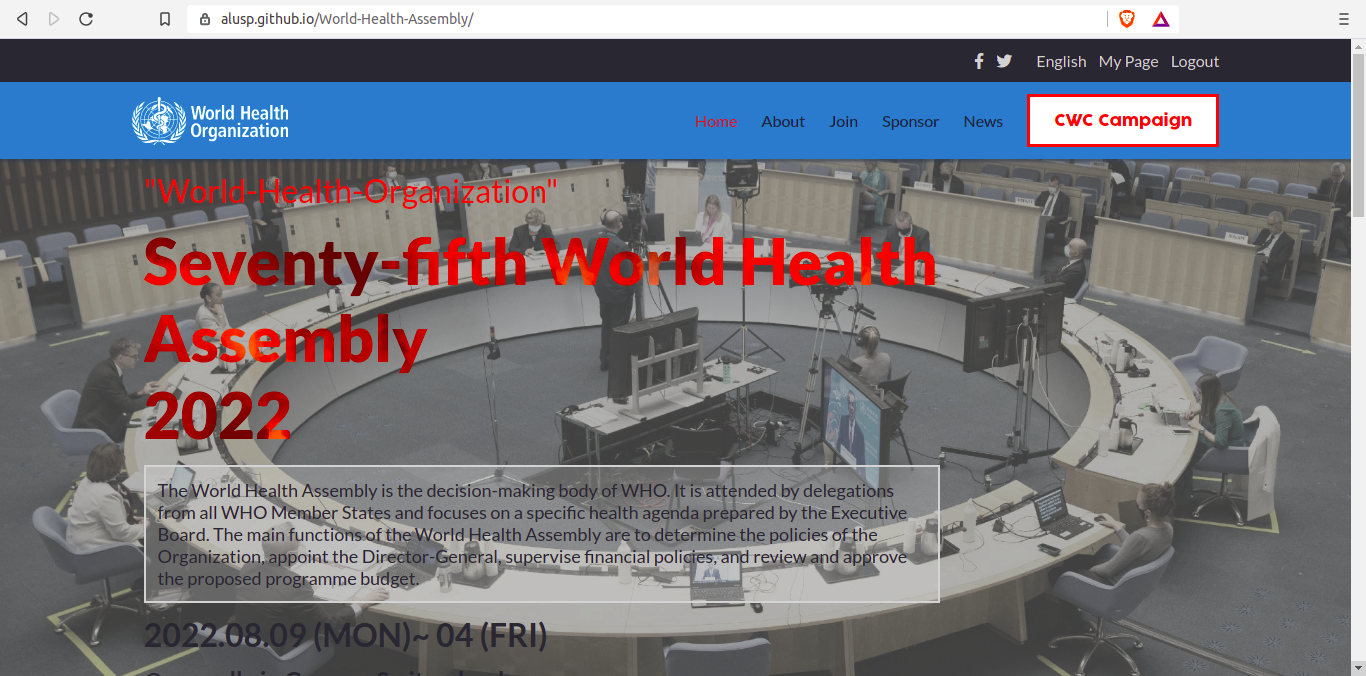 alusp.github.io/World-Health-Assembly/
English My Page Logout
World Health
Organization
Home About Join Sponsor News CWC Campaign
"World-Health-Organization"
Seventy-fifth World Health
Assembly
2022
The World Health Assembly is the decision-making body of WHO. It is attended by delegations
from all WHO Member States and focuses on a specific health agenda prepared by the Executive
Board. The main functions of the World Health Assembly are to determine the policies of the
Organization, appoint the Director-General, supervise financial policies, and review and approve
the proposed programme budget.
2022.08.09 (MON)~ 04 (FRI)